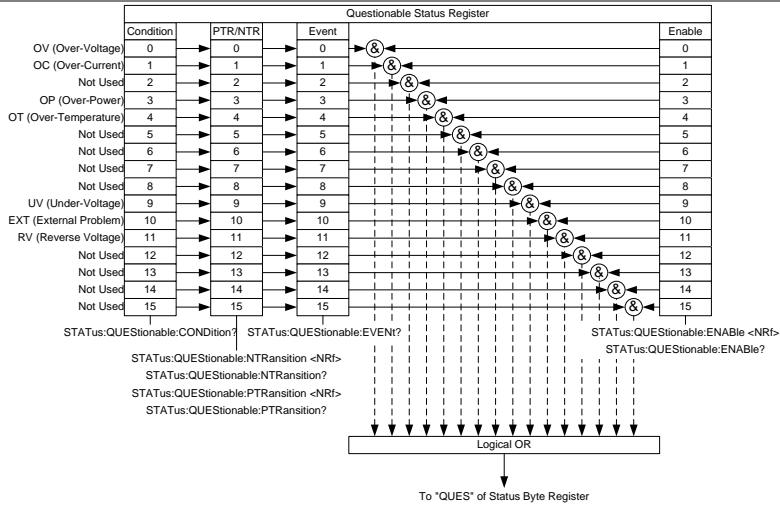 Questionable Status Register
Condition PTR/NTR Event Enable
OV (Over-Voltage) 0 0 0 & 0
OC (Over-Current) 1 1 1 & 1
Not Used 2 2 2 & 2
OP (Over-Power) 3 3 3 & 3
OT (Over-Temperature) 4 4 4 & 4
Not Used 5 5 5 & 5
Not Used 6 6 6 & 6
Not Used 7 7 7 & 7
Not Used 8 8 8 & 8
UV (Under-Voltage) 9 9 9 & 9
EXT (External Problem) 10 10 10 & 10
RV (Reverse Voltage) 11 11 11 & 11
Not Used 12 12 12 & 12
Not Used 13 13 13 & 13
Not Used 14 14 14 & 14
Not Used 15 15 15 & 15
STATus:QUEStionable:CONDition? STATus:QUEStionable:EVENt? STATus:QUEStionable:ENABle <NRf>
STATus:QUEStionable:ENABle?
STATus:QUEStionable:NTRansition <NRf>
STATus:QUEStionable:NTRansition?
STATus:QUEStionable:PTRansition <NRf>
STATus:QUEStionable:PTRansition?
Logical OR
To "QUES" of Status Byte Register